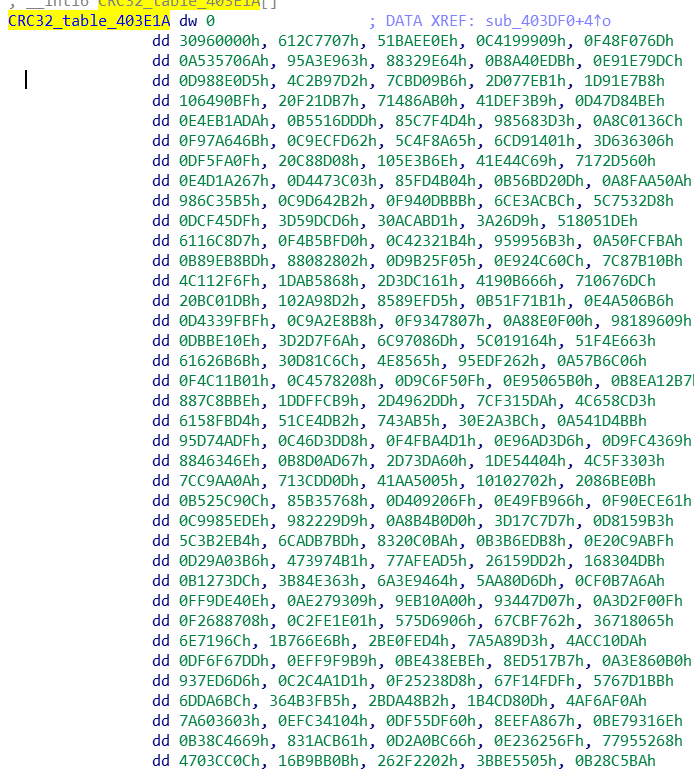 ; __int16 CRC32_table_403E1A[]
CRC32_table_403E1A dw 0 ; DATA XREF: sub_403DF0+4↑o
dd 30960000h, 612C7707h, 51BAEE0Eh, 0C4199909h, 0F48F076Dh
dd 0A535706Ah, 95A3E963h, 88329E64h, 0B8A40EDBh, 0E91E79DCh
dd 0D988E0D5h, 4C2B97D2h, 7CBD09B6h, 2D077EB1h, 1D91E7B8h
dd 106490BFh, 20F21DB7h, 71486AB0h, 41DEF3B9h, 0D47D84BEh
dd 0E4EB1ADAh, 0B5516DDDh, 85C7F4D4h, 985683D3h, 0A8C0136Ch
dd 0F97A646Bh, 0C9ECFD62h, 5C4F8A65h, 6CD91401h, 3D636306h
dd 0DF5FA0Fh, 20C88D08h, 105E3B6Eh, 41E44C69h, 7172D560h
dd 0E4D1A267h, 0D4473C03h, 85FD4B04h, 0B56BD20Dh, 0A8FAA50Ah
dd 986C35B5h, 0C9D642B2h, 0F940DBBBh, 6CE3ACBCh, 5C7532D8h
dd 0DCF45DFh, 3D59DCD6h, 30ACABD1h, 3A26D9h, 518051DEh
dd 6116C8D7h, 0F4B5BFD0h, 0C42321B4h, 959956B3h, 0A50FCFBAh
dd 0B89EB8BDh, 88082802h, 0D9B25F05h, 0E924C60Ch, 7C87B10Bh
dd 4C112F6Fh, 1DAB5868h, 2D3DC161h, 4190B666h, 710676DCh
dd 20BC01DBh, 102A98D2h, 8589EFD5h, 0B51F71B1h, 0E4A506B6h
dd 0D4339FBFh, 0C9A2E8B8h, 0F9347807h, 0A88E0F00h, 98189609h
dd 0DBBE10Eh, 3D2D7F6Ah, 6C97086Dh, 5C019164h, 51F4E663h
dd 61626B6Bh, 30D81C6Ch, 4E8565h, 95EDF262h, 0A57B6C06h
dd 0F4C11B01h, 0C4578208h, 0D9C6F50Fh, 0E95065B0h, 0B8EA12B7h
dd 887C8BBEh, 1DDFFCB9h, 2D4962DDh, 7CF315DAh, 4C658CD3h
dd 6158FBD4h, 51CE4DB2h, 743AB5h, 30E2A3BCh, 0A541D4BBh
dd 95D74ADFh, 0C46D3DD8h, 0F4FBA4D1h, 0E96AD3D6h, 0D9FC4369h
dd 8846346Eh, 0B8D0AD67h, 2D73DA60h, 1DE54404h, 4C5F3303h
dd 7CC9AA0Ah, 713CDD0Dh, 41AA5005h, 10102702h, 2086BE0Bh
dd 0B525C90Ch, 85B35768h, 0D409206Fh, 0E49FB966h, 0F90ECE61h
dd 0C9985EDEh, 982229D9h, 0A8B4B0D0h, 3D17C7D7h, 0D8159B3h
dd 5C3B2EB4h, 6CADB7BDh, 8320C0BAh, 0B3B6EDB8h, 0E20C9ABFh
dd 0D29A03B6h, 473974B1h, 77AFEAD5h, 26159DD2h, 168304DBh
dd 0B1273DCh, 3B84E363h, 6A3E9464h, 5AA80D6Dh, 0CF0B7A6Ah
dd 0FF9DE40Eh, 0AE279309h, 9EB10A00h, 93447D07h, 0A3D2F00Fh
dd 0F2688708h, 0C2FE1E01h, 575D6906h, 67CBF762h, 36718065h
dd 6E7196Ch, 1B766E6Bh, 2BE0FED4h, 7A5A89D3h, 4ACC10DAh
dd 0DF6F67DDh, 0EFF9F9B9h, 0BE438EBEh, 8ED517B7h, 0A3E860B0h
dd 937ED6D6h, 0C2C4A1D1h, 0F25238D8h, 67F14FDFh, 5767D1BBh
dd 6DDA6BCh, 364B3FB5h, 2BDA48B2h, 1B4CD80Dh, 4AF6AF0Ah
dd 7A603603h, 0EFC34104h, 0DF55DF60h, 8EEFA867h, 0BE79316Eh
dd 0B38C4669h, 831ACB61h, 0D2A0BC66h, 0E236256Fh, 77955268h
dd 4703CC0Ch, 16B9BB0Bh, 262F2202h, 3BBE5505h, 0B28C5BAh